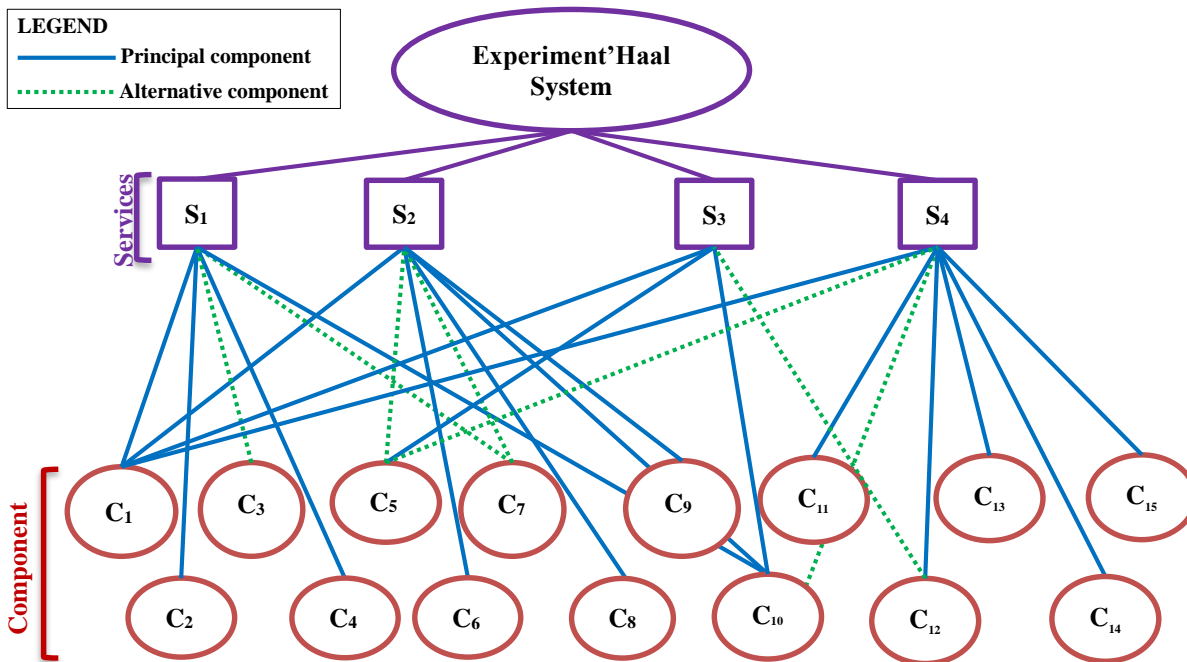 LEGEND
Principal component
Alternative component
Experiment’Haal
System
Services
S1
S2
S3
S4
Component
C1
C3
C5
C7
C9
C11
C13
C15
C2
C4
C6
C8
C10
C12
C14